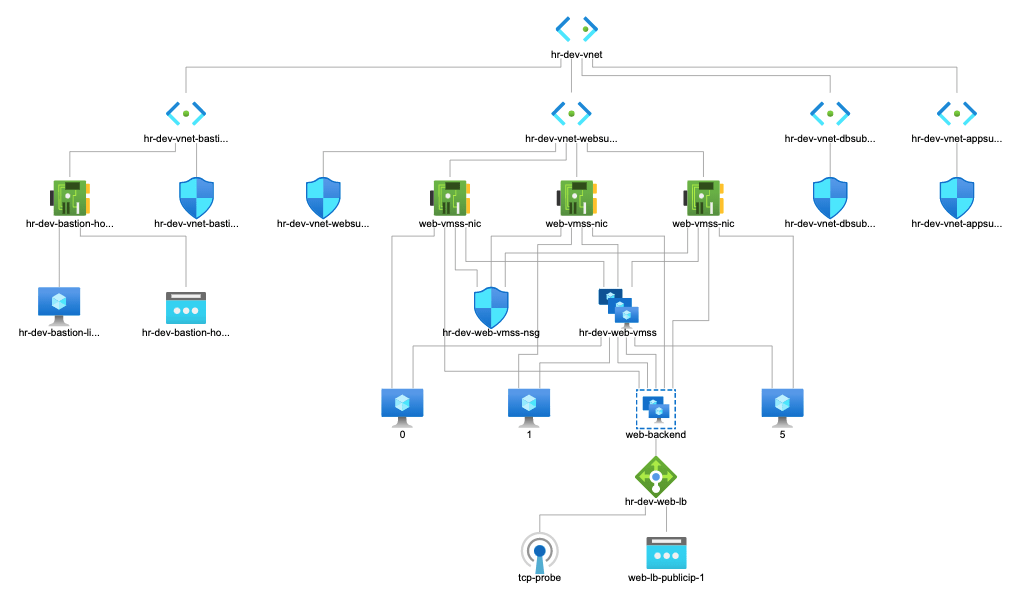 hr-dev-vnet
hr-dev-vnet-basti...
hr-dev-vnet-websu...
hr-dev-vnet-dbsub...
hr-dev-vnet-appsu...
hr-dev-bastion-ho...
hr-dev-vnet-basti...
hr-dev-vnet-websu...
web-vmss-nic
web-vmss-nic
web-vmss-nic
hr-dev-vnet-dbsub...
hr-dev-vnet-appsu...
hr-dev-bastion-li...
hr-dev-bastion-ho...
hr-dev-web-vmss-nsg
hr-dev-web-vmss
0
1
web-backend
5
hr-dev-web-lb
tcp-probe
web-lb-publicip-1